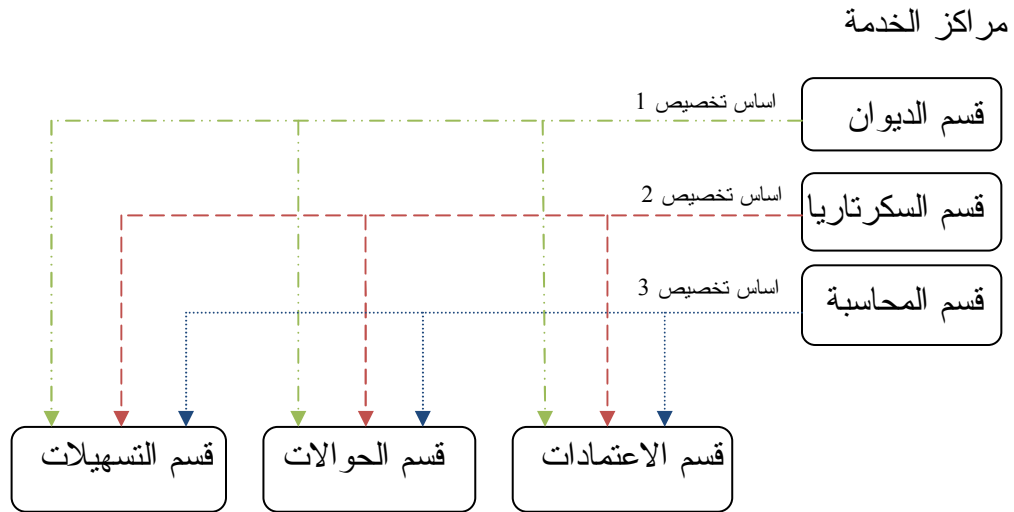 مراكز الخدمة
قسم الديوان
اساس تخصيص 1
قسم السكرتاريا
اساس تخصيص 2
قسم المحاسبة
اساس تخصيص 3
قسم الاعتمادات
قسم الحوالات
قسم التسهيلات